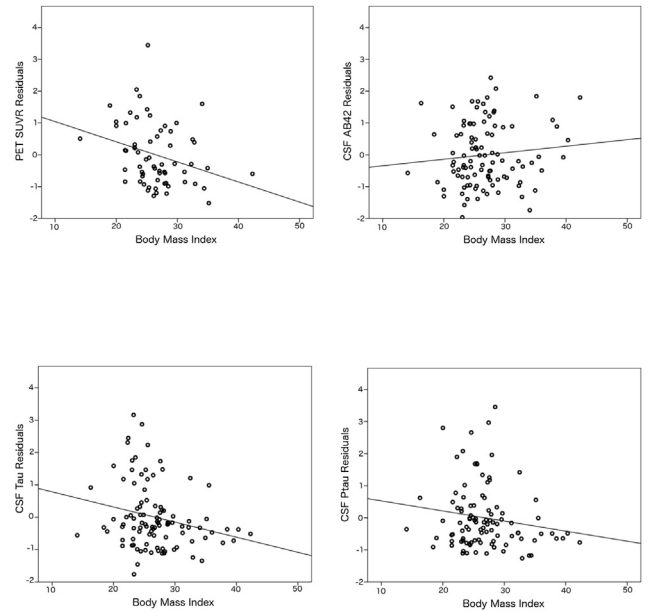 4
3
2
1
0
-1
-2
PET SUVR Residuals
10 20 30 40 50
Body Mass Index
4
3
2
1
0
-1
-2
CSF AB42 Residuals
10 20 30 40 50
Body Mass Index
4
3
2
1
0
-1
-2
CSF Tau Residuals
10 20 30 40 50
Body Mass Index
4
3
2
1
0
-1
-2
CSF Ptau Residuals
10 20 30 40 50
Body Mass Index